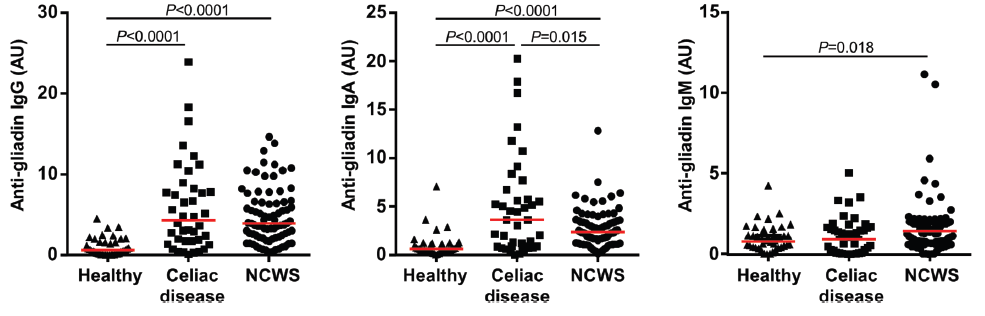 Anti-gliadin IgG (AU)
30
20
10
0
P<0.0001
P<0.0001
Healthy Celiac disease NCWS
Anti-gliadin IgA (AU)
25
20
15
10
5
0
P<0.0001
P<0.0001 P=0.015
Healthy Celiac disease NCWS
Anti-gliadin IgM (AU)
15
10
5
0
P=0.018
Healthy Celiac disease NCWS